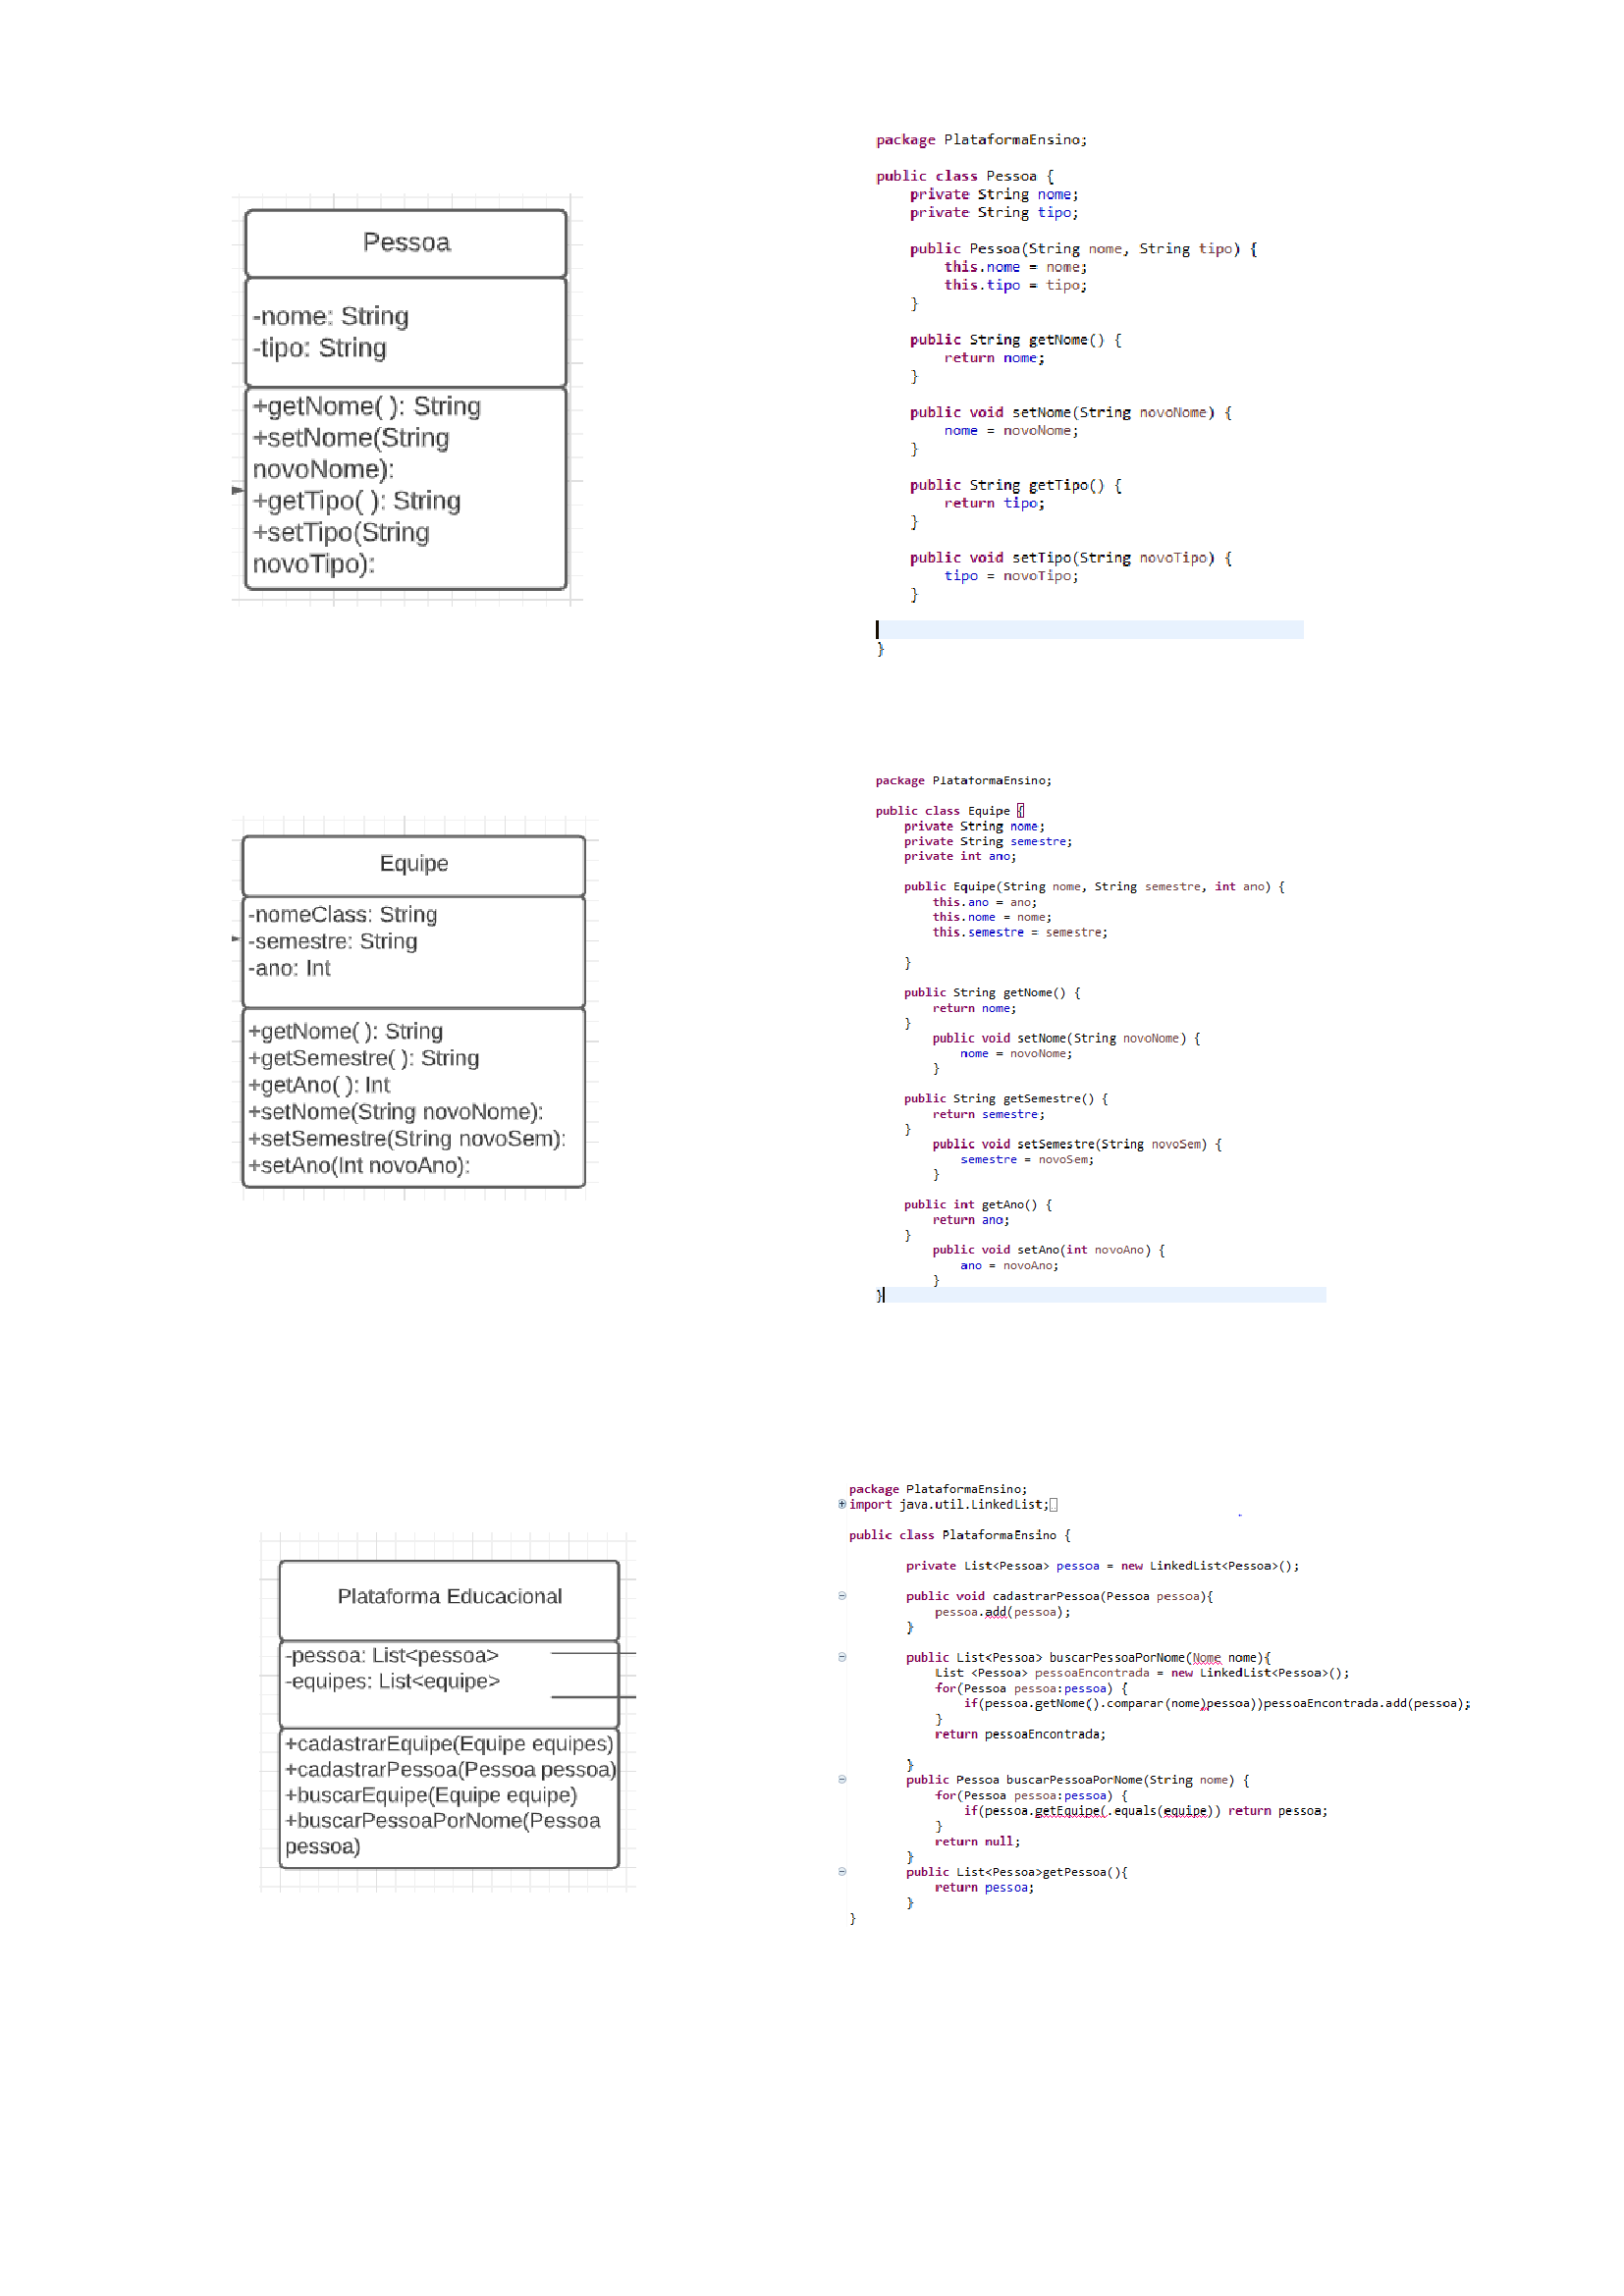 Pessoa
-nome: String
-tipo: String
+getNome( ): String
+setNome(String
novoNome):
+getTipo( ): String
+setTipo(String
novoTipo):
package PlataformaEnsino;
public class Pessoa {
private String nome;
private String tipo;
public Pessoa(String nome, String tipo) {
this.nome = nome;
this.tipo = tipo;
}
public String getNome() {
return nome;
}
public void setNome(String novoNome) {
nome = novoNome;
}
public String getTipo() {
return tipo;
}
public void setTipo(String novoTipo) {
tipo = novoTipo;
}
}
Equipe
-nomeClass: String
-semestre: String
-ano: Int
+getNome( ): String
+getSemestre( ): String
+getAno( ): Int
+setNome(String novoNome):
+setSemestre(String novoSem):
+setAno(Int novoAno):
package PlataformaEnsino;
public class Equipe {
private String nome;
private String semestre;
private int ano;
public Equipe(String nome, String semestre, int ano) {
this.ano = ano;
this.nome = nome;
this.semestre = semestre;
}
public String getNome() {
return nome;
}
public void setNome(String novoNome) {
nome = novoNome;
}
public String getSemestre() {
return semestre;
}
public void setSemestre(String novoSem) {
semestre = novoSem;
}
public int getAno() {
return ano;
}
public void setAno(int novoAno) {
ano = novoAno;
}
}
Plataforma Educacional
-pessoa: List<pessoa>
-equipes: List<equipe>
+cadastrarEquipe(Equipe equipes)
+cadastrarPessoa(Pessoa pessoa)
+buscarEquipe(Equipe equipe)
+buscarPessoaPorNome(Pessoa
pessoa)
package PlataformaEnsino;
import java.util.LinkedList;
public class PlataformaEnsino {
private List<Pessoa> pessoa = new LinkedList<Pessoa>();
public void cadastrarPessoa(Pessoa pessoa){
pessoa.add(pessoa);
}
public List<Pessoa> buscarPessoaPorNome(Nome nome){
List <Pessoa> pessoaEncontrada = new LinkedList<Pessoa>();
for(Pessoa pessoa:pessoa) {
if(pessoa.getNome().comparar(nome)pessoa))pessoaEncontrada.add(pessoa);
}
return pessoaEncontrada;
}
public Pessoa buscarPessoaPorNome(String nome) {
for(Pessoa pessoa:pessoa) {
if(pessoa.getEquipe(.equals(equipe)) return pessoa;
}
return null;
}
public List<Pessoa>getPessoa(){
return pessoa;
}
}